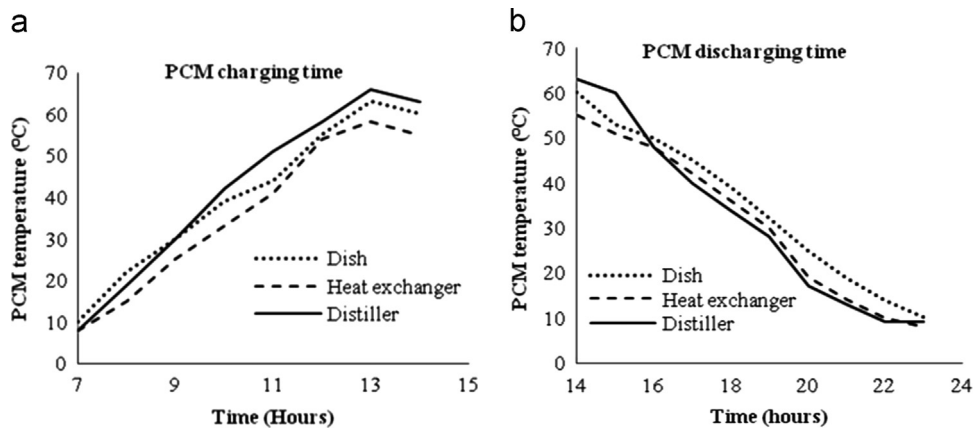 a
PCM charging time
PCM temperature (⁰C)
70
60
50
40
30
20
10
0
Dish
Heat exchanger
Distiller
7
9
11
13
15
Time (Hours)
b
PCM discharging time
PCM temperature (⁰C)
70
60
50
40
30
20
10
0
Dish
Heat exchanger
Distiller
14
16
18
20
22
24
Time (hours)